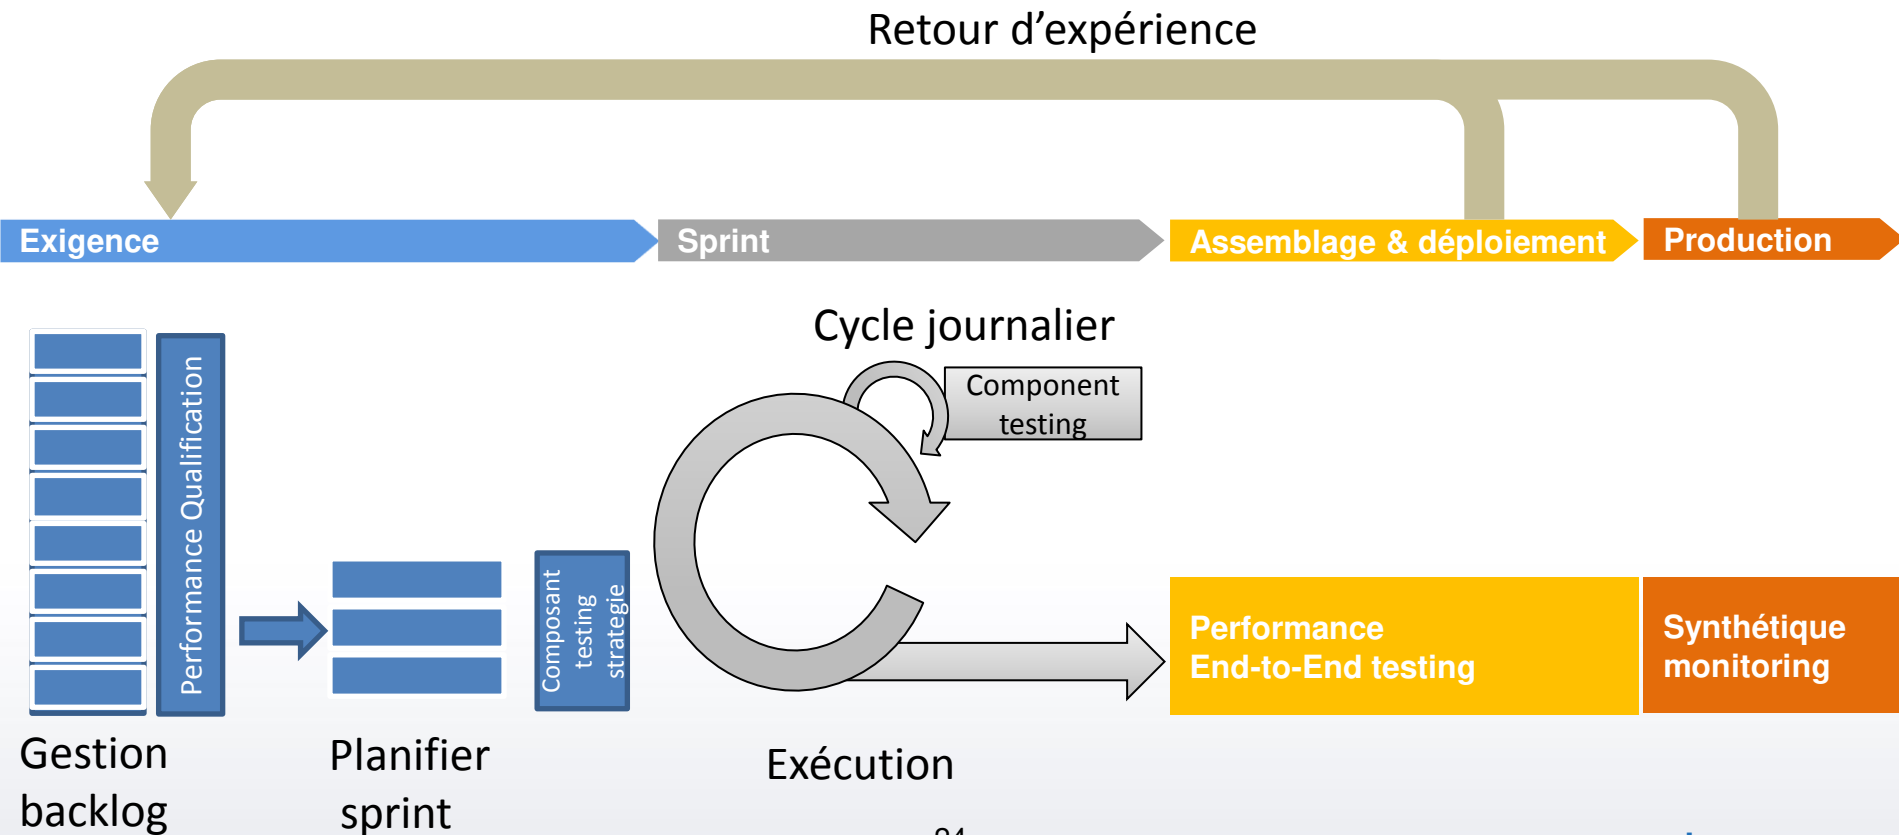 Retour d’expérience
Exigence
Sprint
Assemblage & déploiement
Production
Cycle journalier
Component
testing
Performance Qualification
Composant
testing
strategie
Performance
End-to-End testing
Synthétique
monitoring
Gestion
backlog
Planifier
sprint
Exécution